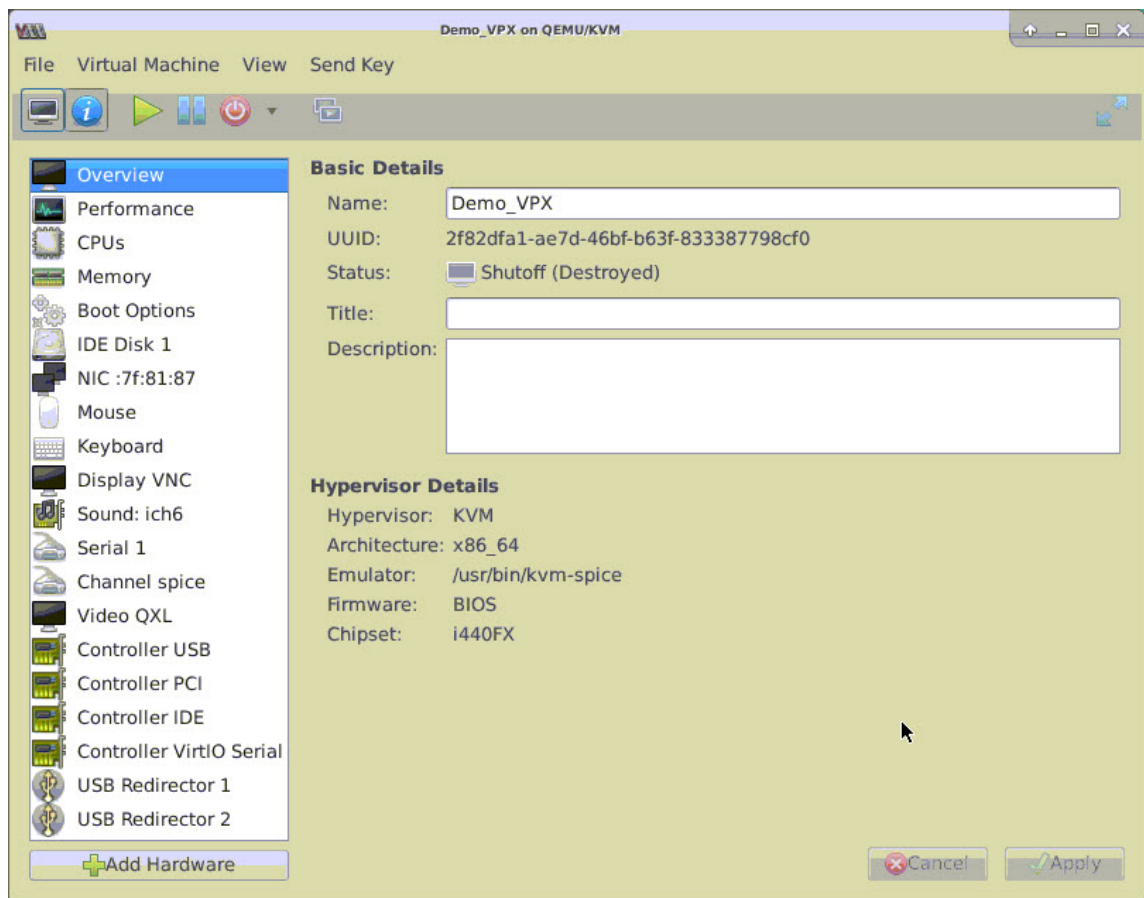 Demo_VPX on QEMU/KVM
File Virtual Machine View Send Key
Overview
Performance
CPUs
Memory
Boot Options
IDE Disk 1
NIC :7f:81:87
Mouse
Keyboard
Display VNC
Sound: ich6
Serial 1
Channel spice
Video QXL
Controller USB
Controller PCI
Controller IDE
Controller VirtIO Serial
USB Redirector 1
USB Redirector 2
Add Hardware
Basic Details
Name: Demo_VPX
UUID: 2f82dfa1-ae7d-46bf-b63f-833387798cf0
Status: Shutoff (Destroyed)
Title:
Description:
Hypervisor Details
Hypervisor: KVM
Architecture: x86_64
Emulator: /usr/bin/kvm-spice
Firmware: BIOS
Chipset: i440FX
Cancel Apply